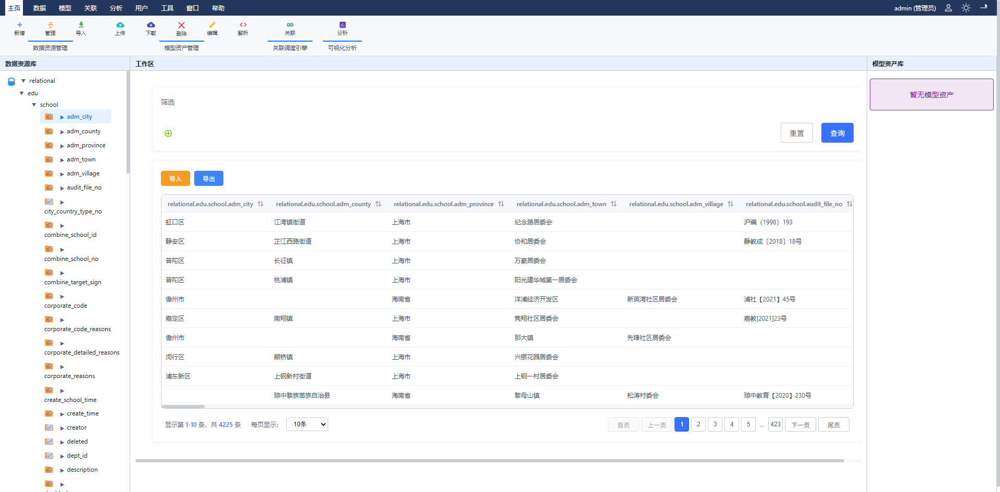 主页 数据 模型 关联 分析 用户 工具 窗口 帮助 admin (管理员)
新增 管理 导入 上传 下载 删除 编辑 解析 关联 分析
数据资源管理 模型资产管理 关联调度引擎 可视化分析
数据资源库
relational
edu
school
adm_city
adm_county
adm_province
adm_town
adm_village
audit_file_no
city_country_type_no
combine_school_id
combine_school_no
combine_target_sign
corporate_code
corporate_code_reasons
corporate_detailed_reasons
corporate_reasons
create_school_time
create_time
creator
deleted
dept_id
description
工作区
筛选
重置 查询
导入 导出
relational.edu.school.adm_city relational.edu.school.adm_county relational.edu.school.adm_province relational.edu.school.adm_town relational.edu.school.adm_village relational.edu.school.audit_file_no
虹口区 江湾镇街道 上海市 纪念路居委会 沪编（1998）193
静安区 芷江西路街道 上海市 协和居委会 静教成〔2018〕18号
普陀区 长征镇 上海市 万豪居委会
普陀区 桃浦镇 上海市 阳光建华城第一居委会
儋州市 海南省 洋浦经济开发区 新英湾社区居委会 浦社【2021】45号
嘉定区 南翔镇 上海市 隽翔社区居委会 嘉教[2021]23号
儋州市 海南省 那大镇 先锋社区居委会
闵行区 颛桥镇 上海市 兴银花园居委会
浦东新区 上钢新村街道 上海市 上钢一村居委会
琼中黎族苗族自治县 海南省 黎母山镇 松涛村委会 琼中教育【2020】230号
显示第 1-10 条，共 4225 条 每页显示： 10条 首页 上一页 1 2 3 4 5 ... 423 下一页 尾页
模型资产库
暂无模型资产